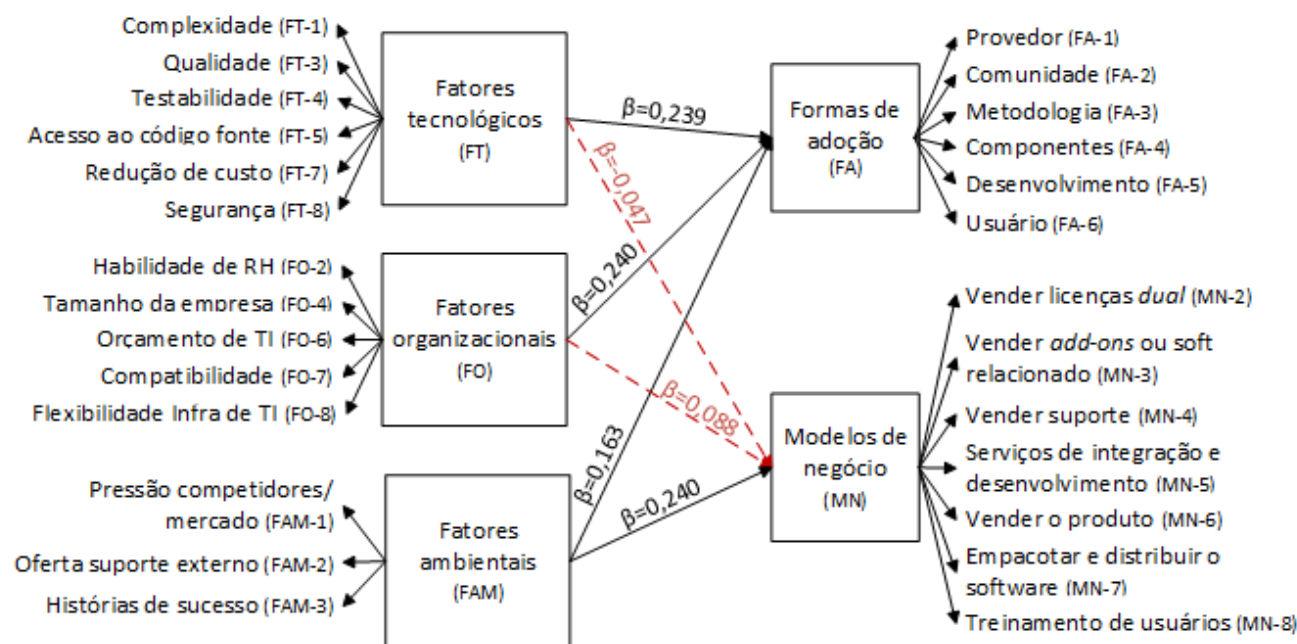 Complexidade (FT-1)
Qualidade (FT-3)
Testabilidade (FT-4)
Acesso ao código fonte (FT-5)
Redução de custo (FT-7)
Segurança (FT-8)
Fatores
tecnológicos
(FT)
Habilidade de RH (FO-2)
Tamanho da empresa (FO-4)
Orçamento de TI (FO-6)
Compatibilidade (FO-7)
Flexibilidade Infra de TI (FO-8)
Fatores
organizacionais
(FO)
Pressão competidores/
mercado (FAM-1)
Oferta suporte externo (FAM-2)
Histórias de sucesso (FAM-3)
Fatores
ambientais
(FAM)
β=0,239
β=-0,047
β=0,240
β=0,088
β=0,163
β=0,240
Formas de
adoção
(FA)
Provedor (FA-1)
Comunidade (FA-2)
Metodologia (FA-3)
Componentes (FA-4)
Desenvolvimento (FA-5)
Usuário (FA-6)
Modelos de
negócio
(MN)
Vender licenças dual (MN-2)
Vender add-ons ou soft
relacionado (MN-3)
Vender suporte (MN-4)
Serviços de integração e
desenvolvimento (MN-5)
Vender o produto (MN-6)
Empacotar e distribuir o
software (MN-7)
Treinamento de usuários (MN-8)